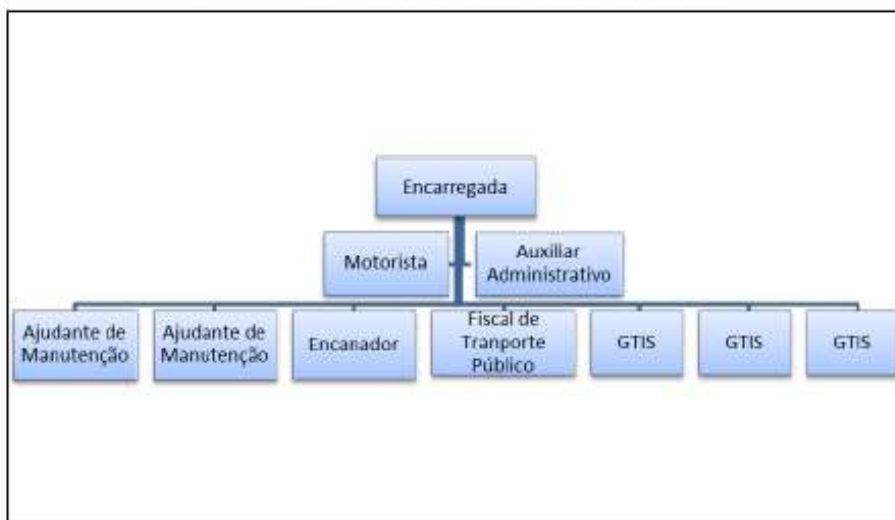 Encarregada
Motorista
Auxiliar
Administrativo
Ajudante de
Manutenção
Ajudante de
Manutenção
Encanador
Fiscal de
Tranporte
Público
GTIS
GTIS
GTIS